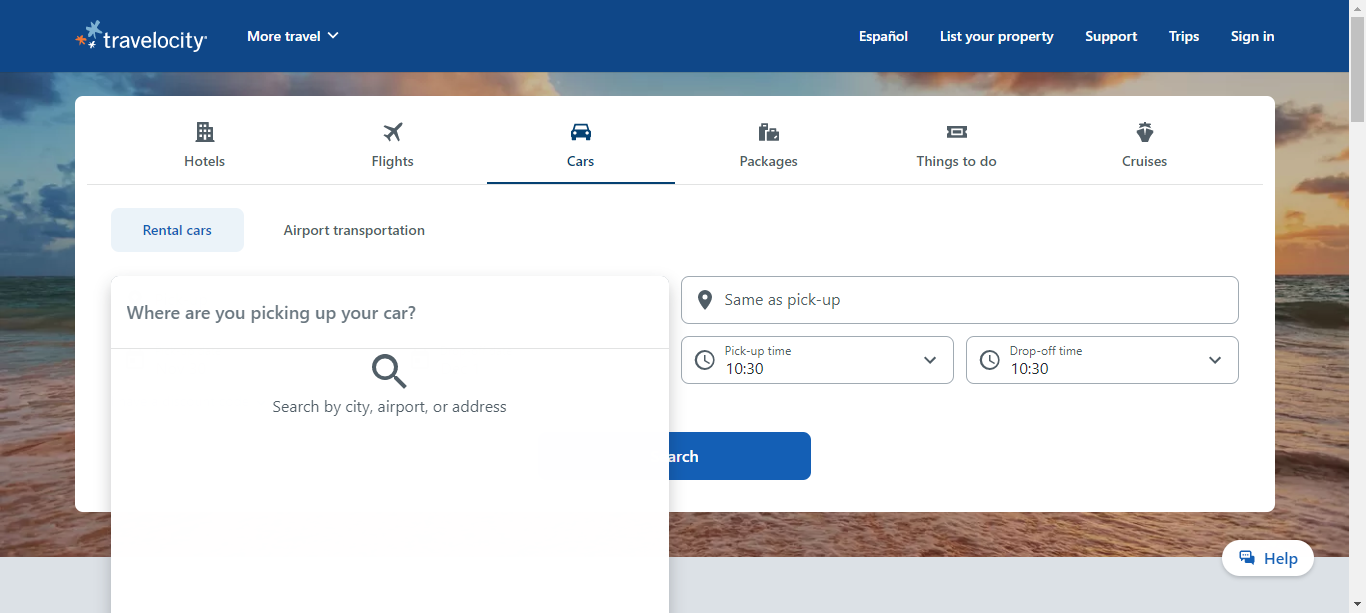 travelocity
More travel
Español
List your property
Support
Trips
Sign in
Hotels
Flights
Cars
Packages
Things to do
Cruises
Rental cars
Airport transportation
Where are you picking up your car?
Search by city, airport, or address
Same as pick-up
Pick-up time
10:30
Drop-off time
10:30
arch
Help